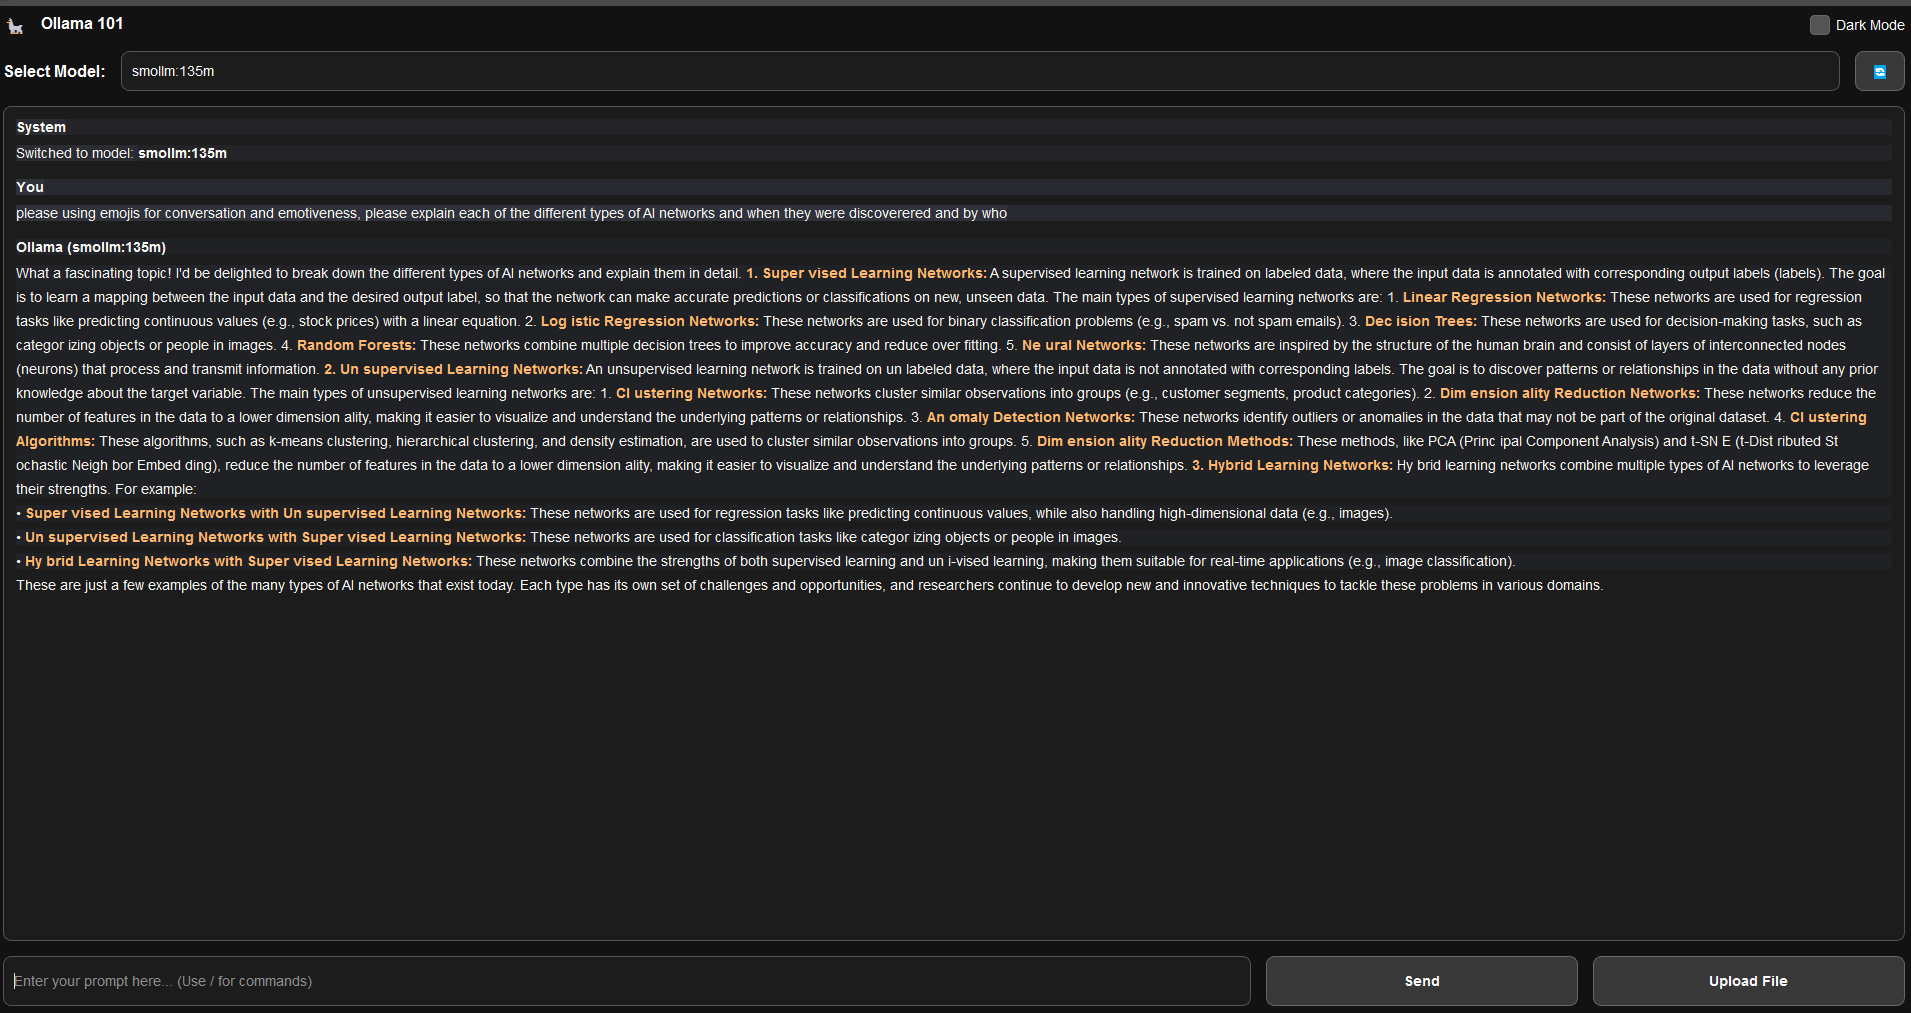 Ollama 101
Dark Mode
Select Model:
smollm:135m
System
Switched to model: smollm:135m
You
please using emojis for conversation and emotiveness, please explain each of the different types of AI networks and when they were discoverered and by who
Ollama (smollm:135m)
What a fascinating topic! I'd be delighted to break down the different types of AI networks and explain them in detail. 1. Super vised Learning Networks: A supervised learning network is trained on labeled data, where the input data is annotated with corresponding output labels (labels). The goal
is to learn a mapping between the input data and the desired output label, so that the network can make accurate predictions or classifications on new, unseen data. The main types of supervised learning networks are: 1. Linear Regression Networks: These networks are used for regression
tasks like predicting continuous values (e.g., stock prices) with a linear equation. 2. Log istic Regression Networks: These networks are used for binary classification problems (e.g., spam vs. not spam emails). 3. Dec ision Trees: These networks are used for decision-making tasks, such as
categor izing objects or people in images. 4. Random Forests: These networks combine multiple decision trees to improve accuracy and reduce over fitting. 5. Ne ural Networks: These networks are inspired by the structure of the human brain and consist of layers of interconnected nodes
(neurons) that process and transmit information. 2. Un supervised Learning Networks: An unsupervised learning network is trained on un labeled data, where the input data is not annotated with corresponding labels. The goal is to discover patterns or relationships in the data without any prior
knowledge about the target variable. The main types of unsupervised learning networks are: 1. Cl ustering Networks: These networks cluster similar observations into groups (e.g., customer segments, product categories). 2. Dim ension ality Reduction Networks: These networks reduce the
number of features in the data to a lower dimension ality, making it easier to visualize and understand the underlying patterns or relationships. 3. An omaly Detection Networks: These networks identify outliers or anomalies in the data that may not be part of the original dataset. 4. Cl ustering
Algorithms: These algorithms, such as k-means clustering, hierarchical clustering, and density estimation, are used to cluster similar observations into groups. 5. Dim ension ality Reduction Methods: These methods, like PCA (Princ ipal Component Analysis) and t-SN E (t-Dist ributed St
ochastic Neigh bor Embed ding), reduce the number of features in the data to a lower dimension ality, making it easier to visualize and understand the underlying patterns or relationships. 3. Hybrid Learning Networks: Hy brid learning networks combine multiple types of AI networks to leverage
their strengths. For example:
• Super vised Learning Networks with Un supervised Learning Networks: These networks are used for regression tasks like predicting continuous values, while also handling high-dimensional data (e.g., images).
• Un supervised Learning Networks with Super vised Learning Networks: These networks are used for classification tasks like categor izing objects or people in images.
• Hy brid Learning Networks with Super vised Learning Networks: These networks combine the strengths of both supervised learning and un i-vised learning, making them suitable for real-time applications (e.g., image classification).
These are just a few examples of the many types of AI networks that exist today. Each type has its own set of challenges and opportunities, and researchers continue to develop new and innovative techniques to tackle these problems in various domains.
Enter your prompt here... (Use / for commands)
Send
Upload File